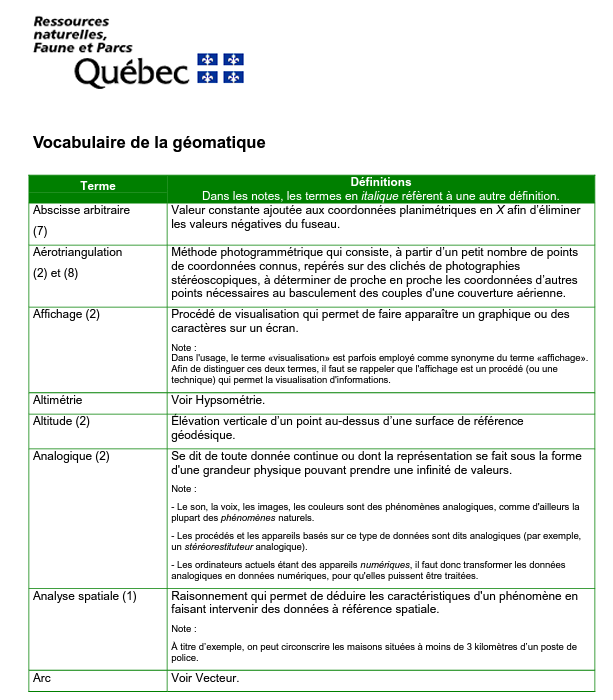 Ressources
naturelles,
Faune et Parcs
Québec
Vocabulaire de la géomatique
Terme
Définitions
Dans les notes, les termes en italique réfèrent à une autre définition.
Abscisse arbitraire
(7)
Valeur constante ajoutée aux coordonnées planimétriques en X afin d'éliminer
les valeurs négatives du fuseau.
Aérotriangulation
(2) et (8)
Méthode photogrammétrique qui consiste, à partir d'un petit nombre de points
de coordonnées connus, repérés sur des clichés de photographies
stéréoscopiques, à déterminer de proche en proche les coordonnées d'autres
points nécessaires au basculement des couples d'une couverture aérienne.
Affichage (2)
Procédé de visualisation qui permet de faire apparaître un graphique ou des
caractères sur un écran.
Note :
Dans l'usage, le terme «visualisation» est parfois employé comme synonyme du terme «affichage».
Afin de distinguer ces deux termes, il faut se rappeler que l'affichage est un procédé (ou une
technique) qui permet la visualisation d'informations.
Altimétrie
Voir Hypsométrie.
Altitude (2)
Élévation verticale d'un point au-dessus d'une surface de référence
géodésique.
Analogique (2)
Se dit de toute donnée continue ou dont la représentation se fait sous la forme
d'une grandeur physique pouvant prendre une infinité de valeurs.
Note :
- Le son, la voix, les images, les couleurs sont des phénomènes analogiques, comme d'ailleurs la
plupart des phénomènes naturels.
- Les procédés et les appareils basés sur ce type de données sont dits analogiques (par exemple,
un stéréorestituteur analogique).
- Les ordinateurs actuels étant des appareils numériques, il faut donc transformer les données
analogiques en données numériques, pour qu'elles puissent être traitées.
Analyse spatiale (1)
Raisonnement qui permet de déduire les caractéristiques d'un phénomène en
faisant intervenir des données à référence spatiale.
Note :
À titre d'exemple, on peut circonscrire les maisons situées à moins de 3 kilomètres d'un poste de
police.
Arc
Voir Vecteur.